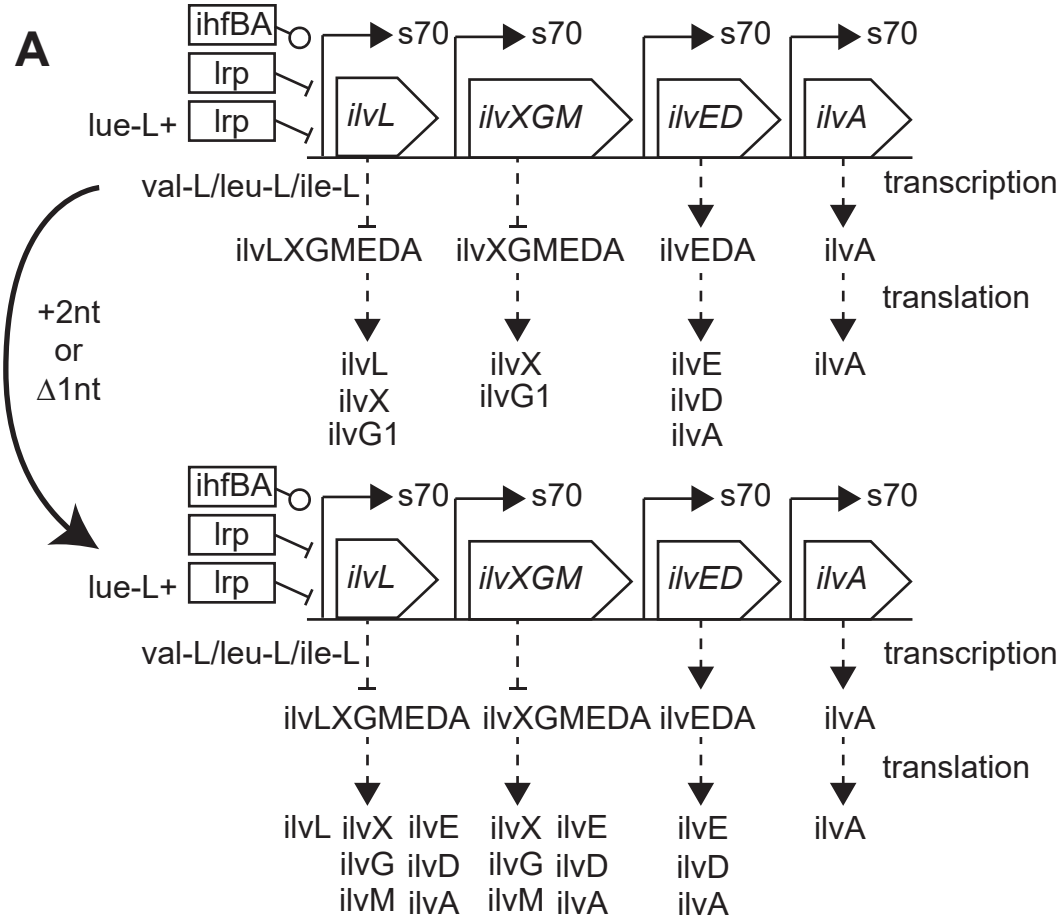 A
ihfBA
s70 s70 s70 s70
lrp
lue-L+ lrp
ilvL ilvXGM ilvED ilvA
val-L/leu-L/ile-L
transcription
ilvLXGMEDA ilvXGMEDA ilvEDA ilvA
translation
+2nt
or
Δ1nt
ilvL ilvX ilvE ilvA
ilvX ilvG1 ilvD
ilvG1 ilvA
ihfBA
s70 s70 s70 s70
lrp
lue-L+ lrp
ilvL ilvXGM ilvED ilvA
val-L/leu-L/ile-L
transcription
ilvLXGMEDA ilvXGMEDA ilvEDA ilvA
translation
ilvL ilvX ilvE ilvX ilvE ilvE ilvA
ilvG ilvD ilvG ilvD ilvD
ilvM ilvA ilvM ilvA ilvA